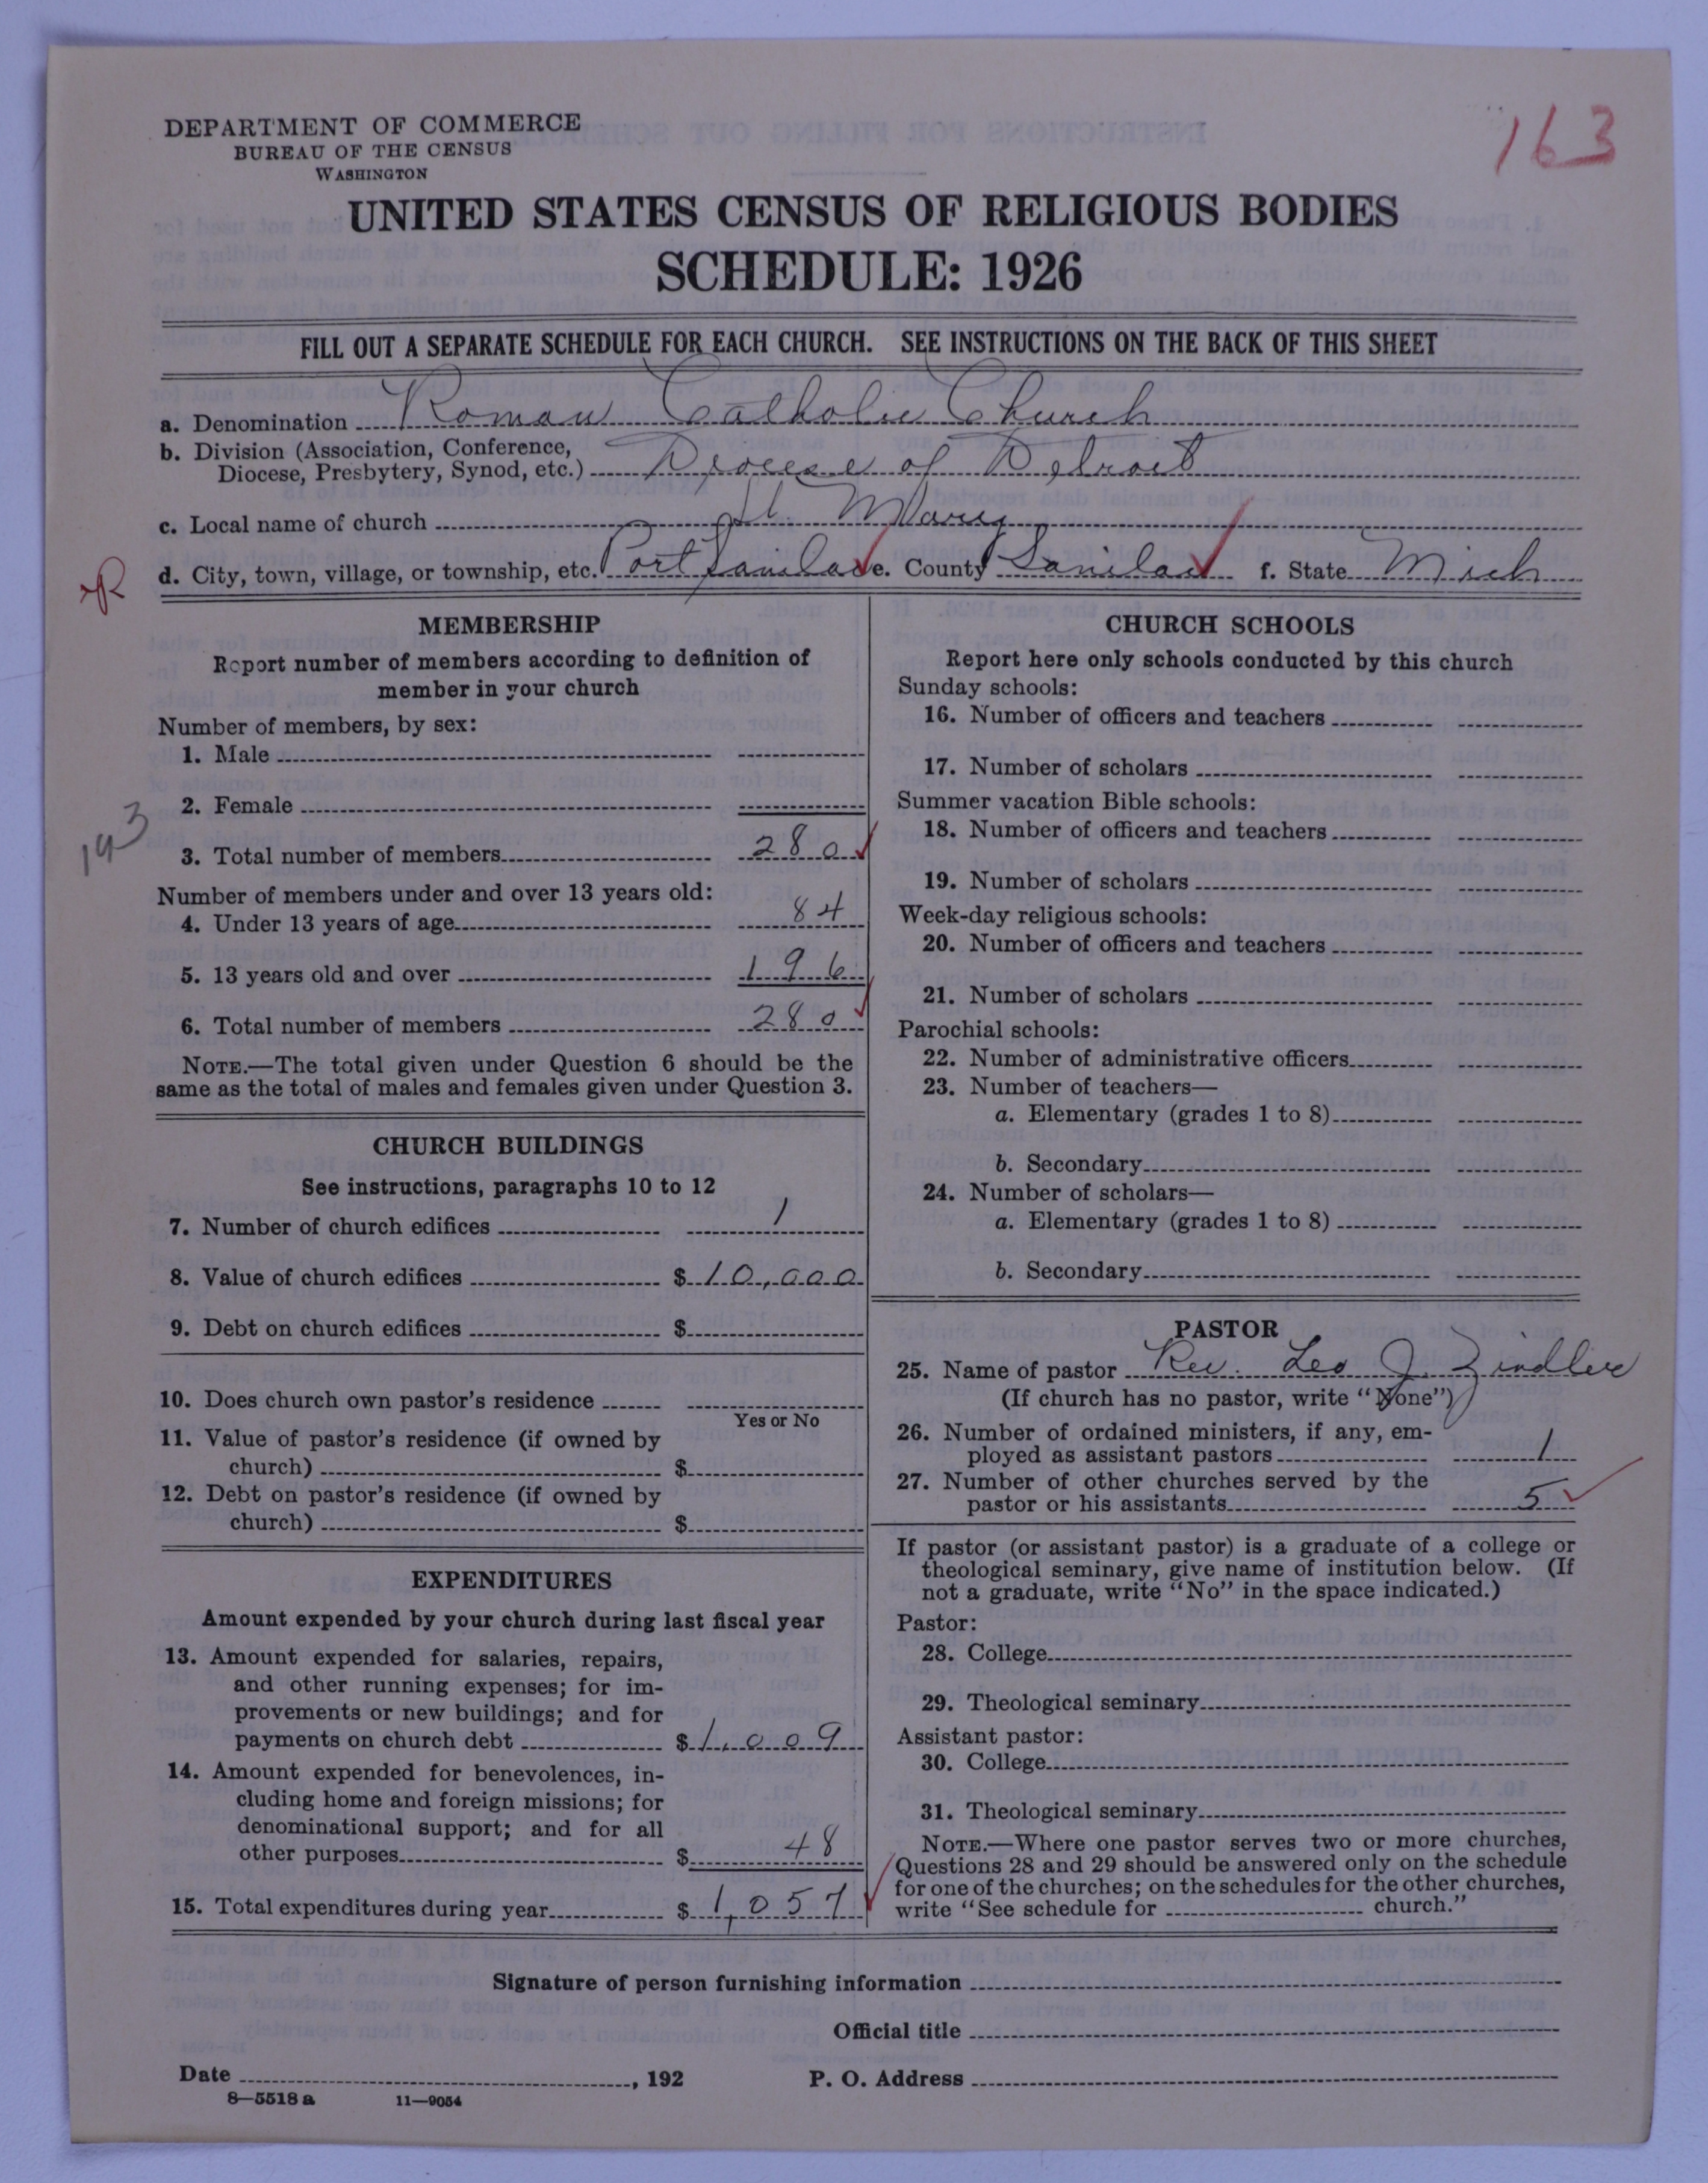 163
DEPARTMENT OF COMMERCE
BUREAU OF THE CENSUS
WASHINGTON
UNITED STATES CENSUS OF RELIGIOUS BODIES
SCHEDULE: 1926
FILL OUT A SEPARATE SCHEDULE FOR EACH CHURCH. SEE INSTRUCTIONS ON THE BACK OF THIS SHEET
a. Denomination Roman Catholic Church
b. Division (Association, Conference,
Diocese, Presbytery, Synod, etc.) Diocese of Detroit
c. Local name of church St Mary
R d. City, town, village, or township, etc. Port Sanilac e. County Sanilac f. State Mich
MEMBERSHIP
Report number of members according to definition of
member in your church
Number of members, by sex:
1. Male
2. Female
193
3. Total number of members 280
Number of members under and over 13 years old:
4. Under 13 years of age 84
5. 13 years old and over 196
6. Total number of members 280
NOTE.—The total given under Question 6 should be the
same as the total of males and females given under Question 3.
CHURCH BUILDINGS
See instructions, paragraphs 10 to 12
7. Number of church edifices 1
8. Value of church edifices $10,000
9. Debt on church edifices $
10. Does church own pastor's residence
Yes or No
11. Value of pastor's residence (if owned by
church) $
12. Debt on pastor's residence (if owned by
church) $
EXPENDITURES
Amount expended by your church during last fiscal year
13. Amount expended for salaries, repairs,
and other running expenses; for im-
provements or new buildings; and for
payments on church debt $1,009
14. Amount expended for benevolences, in-
cluding home and foreign missions; for
denominational support; and for all
other purposes $ 48
15. Total expenditures during year $ 1,057
CHURCH SCHOOLS
Report here only schools conducted by this church
Sunday schools:
16. Number of officers and teachers
17. Number of scholars
Summer vacation Bible schools:
18. Number of officers and teachers
19. Number of scholars
Week-day religious schools:
20. Number of officers and teachers
21. Number of scholars
Parochial schools:
22. Number of administrative officers
23. Number of teachers—
a. Elementary (grades 1 to 8)
b. Secondary
24. Number of scholars—
a. Elementary (grades 1 to 8)
b. Secondary
PASTOR
25. Name of pastor Rev. Leo J. Zindler
(If church has no pastor, write "None")
26. Number of ordained ministers, if any, em-
ployed as assistant pastors 1
27. Number of other churches served by the
pastor or his assistants 5
If pastor (or assistant pastor) is a graduate of a college or
theological seminary, give name of institution below. (If
not a graduate, write "No" in the space indicated.)
Pastor:
28. College
29. Theological seminary
Assistant pastor:
30. College
31. Theological seminary
NOTE.—Where one pastor serves two or more churches,
Questions 28 and 29 should be answered only on the schedule
for one of the churches; on the schedules for the other churches,
write "See schedule for church."
Signature of person furnishing information
Official title
Date , 192 P. O. Address
8—5518a 11—9054